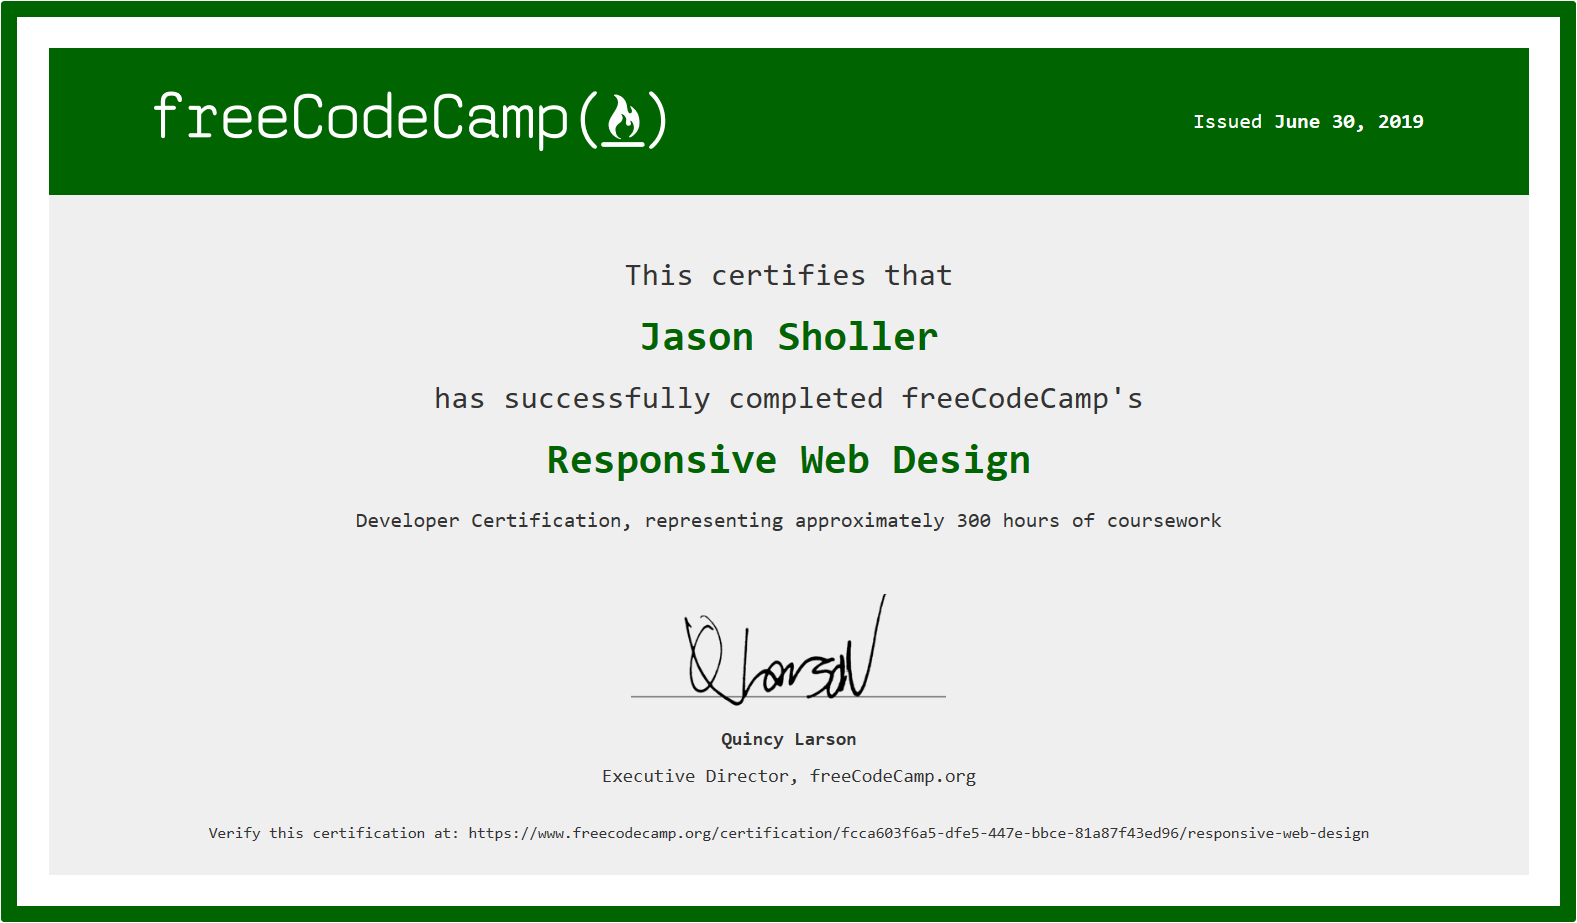 freeCodeCamp
Issued June 30, 2019
This certifies that
Jason Sholler
has successfully completed freeCodeCamp's
Responsive Web Design
Developer Certification, representing approximately 300 hours of coursework
Q Larson
Quincy Larson
Executive Director, freeCodeCamp.org
Verify this certification at: https://www.freecodecamp.org/certification/fcca603f6a5-dfe5-447e-bbce-81a87f43ed96/responsive-web-design